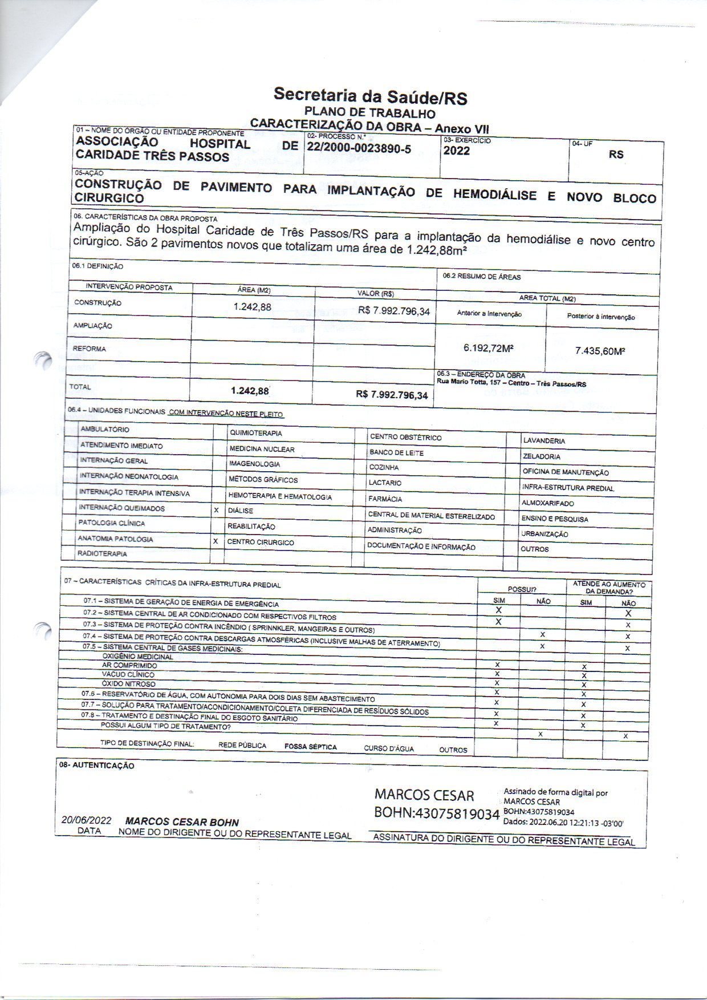 Secretaria da Saúde/RS
PLANO DE TRABALHO
CARACTERIZAÇÃO DA OBRA – Anexo VII
01 – NOME DO ÓRGÃO OU ENTIDADE PROPONENTE
ASSOCIAÇÃO HOSPITAL DE
CARIDADE TRÊS PASSOS
02- PROCESSO N.º
22/2000-0023890-5
03- EXERCÍCIO
2022
04- UF
RS
05-AÇÃO
CONSTRUÇÃO DE PAVIMENTO PARA IMPLANTAÇÃO DE HEMODIÁLISE E NOVO BLOCO
CIRURGICO
06. CARACTERÍSTICAS DA OBRA PROPOSTA
Ampliação do Hospital Caridade de Três Passos/RS para a implantação da hemodiálise e novo centro
cirúrgico. São 2 pavimentos novos que totalizam uma área de 1.242,88m²
06.1 DEFINIÇÃO
06.2 RESUMO DE ÁREAS
INTERVENÇÃO PROPOSTA ÁREA (M2) VALOR (R$) AREA TOTAL (M2)
CONSTRUÇÃO 1.242,88 R$ 7.992.796,34 Anterior a Intervenção Posterior à intervenção
AMPLIAÇÃO
REFORMA 6.192,72M² 7.435,60M²
06.3 – ENDEREÇO DA OBRA
Rua Mario Totta, 157 – Centro – Três Passos/RS
TOTAL 1.242,88 R$ 7.992.796,34
06.4 – UNIDADES FUNCIONAIS COM INTERVENÇÃO NESTE PLEITO
AMBULATÓRIO QUIMIOTERAPIA CENTRO OBSTÉTRICO LAVANDERIA
ATENDIMENTO IMEDIATO MEDICINA NUCLEAR BANCO DE LEITE ZELADORIA
INTERNAÇÃO GERAL IMAGENOLOGIA COZINHA OFICINA DE MANUTENÇÃO
INTERNAÇÃO NEONATOLOGIA MÉTODOS GRÁFICOS LACTARIO INFRA-ESTRUTURA PREDIAL
INTERNAÇÃO TERAPIA INTENSIVA HEMOTERAPIA E HEMATOLOGIA FARMÁCIA ALMOXARIFADO
INTERNAÇÃO QUEIMADOS X DIÁLISE CENTRAL DE MATERIAL ESTERELIZADO ENSINO E PESQUISA
PATOLOGIA CLÍNICA REABILITAÇÃO ADMINISTRAÇÃO URBANIZAÇÃO
ANATOMIA PATOLÓGIA X CENTRO CIRURGICO DOCUMENTAÇÃO E INFORMAÇÃO OUTROS
RADIOTERAPIA
07 – CARACTERÍSTICAS CRÍTICAS DA INFRA-ESTRUTURA PREDIAL POSSUI? ATENDE AO AUMENTO
DA DEMANDA?
SIM NÃO SIM NÃO
07.1 – SISTEMA DE GERAÇÃO DE ENERGIA DE EMERGÊNCIA X X
07.2 – SISTEMA CENTRAL DE AR CONDICIONADO COM RESPECTIVOS FILTROS X X
07.3 – SISTEMA DE PROTEÇÃO CONTRA INCÊNDIO ( SPRINNKLER, MANGEIRAS E OUTROS) X X
07.4 – SISTEMA DE PROTEÇÃO CONTRA DESCARGAS ATMOSFÉRICAS (INCLUSIVE MALHAS DE ATERRAMENTO) X X
07.5 – SISTEMA CENTRAL DE GASES MEDICINAIS:
OXIGÊNIO MEDICINAL X X
AR COMPRIMIDO X X
VÁCUO CLÍNICO X X
ÓXIDO NITROSO X X
07.6 – RESERVATÓRIO DE ÁGUA, COM AUTONOMIA PARA DOIS DIAS SEM ABASTECIMENTO X X
07.7 – SOLUÇÃO PARA TRATAMENTO/ACONDICIONAMENTO/COLETA DIFERENCIADA DE RESÍDUOS SÓLIDOS X X
07.8 – TRATAMENTO E DESTINAÇÃO FINAL DO ESGOTO SANITÁRIO X X
POSSUI ALGUM TIPO DE TRATAMENTO? X X
TIPO DE DESTINAÇÃO FINAL: REDE PÚBLICA FOSSA SÉPTICA CURSO D'ÁGUA OUTROS
08- AUTENTICAÇÃO
MARCOS CESAR
BOHN:43075819034
Assinado de forma digital por
MARCOS CESAR
BOHN:43075819034
Dados: 2022.06.20 12:21:13 -03'00'
20/06/2022 MARCOS CESAR BOHN
DATA NOME DO DIRIGENTE OU DO REPRESENTANTE LEGAL ASSINATURA DO DIRIGENTE OU DO REPRESENTANTE LEGAL